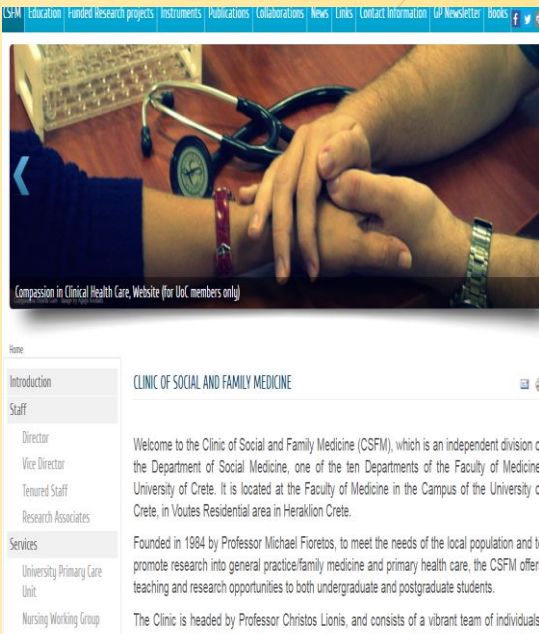 CSFM Education Funded Research projects Instruments Publications Collaborations News Links Contact Information GP Newsletter Books
Compassion in Clinical Health Care, Website (for UoC members only)
Home
Introduction
Staff
Director
Vice Director
Tenured Staff
Research Associates
Services
University Primary Care
Unit
Nursing Working Group
CLINIC OF SOCIAL AND FAMILY MEDICINE
Welcome to the Clinic of Social and Family Medicine (CSFM), which is an independent division o
the Department of Social Medicine, one of the ten Departments of the Faculty of Medicine
University of Crete. It is located at the Faculty of Medicine in the Campus of the University o
Crete, in Voutes Residential area in Heraklion Crete.
Founded in 1984 by Professor Michael Fioretos, to meet the needs of the local population and t
promote research into general practice/family medicine and primary health care, the CSFM offer
teaching and research opportunities to both undergraduate and postgraduate students.
The Clinic is headed by Professor Christos Lionis, and consists of a vibrant team of individuals